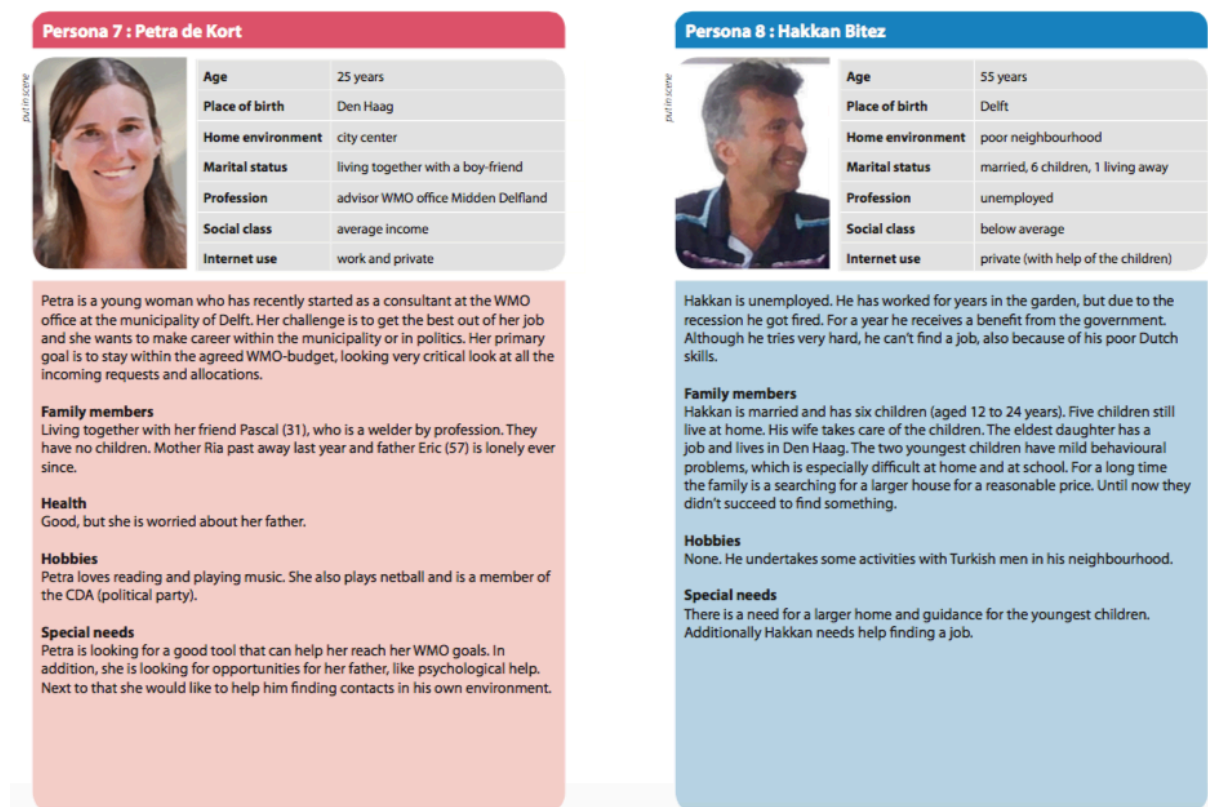 Persona 7 : Petra de Kort
put in scene
Age 25 years
Place of birth Den Haag
Home environment city center
Marital status living together with a boy-friend
Profession advisor WMO office Midden Delfland
Social class average income
Internet use work and private
Petra is a young woman who has recently started as a consultant at the WMO
office at the municipality of Delft. Her challenge is to get the best out of her job
and she wants to make career within the municipality or in politics. Her primary
goal is to stay within the agreed WMO-budget, looking very critical look at all the
incoming requests and allocations.
Family members
Living together with her friend Pascal (31), who is a welder by profession. They
have no children. Mother Ria past away last year and father Eric (57) is lonely ever
since.
Health
Good, but she is worried about her father.
Hobbies
Petra loves reading and playing music. She also plays netball and is a member of
the CDA (political party).
Special needs
Petra is looking for a good tool that can help her reach her WMO goals. In
addition, she is looking for opportunities for her father, like psychological help.
Next to that she would like to help him finding contacts in his own environment.
Persona 8 : Hakkan Bitez
put in scene
Age 55 years
Place of birth Delft
Home environment poor neighbourhood
Marital status married, 6 children, 1 living away
Profession unemployed
Social class below average
Internet use private (with help of the children)
Hakkan is unemployed. He has worked for years in the garden, but due to the
recession he got fired. For a year he receives a benefit from the government.
Although he tries very hard, he can't find a job, also because of his poor Dutch
skills.
Family members
Hakkan is married and has six children (aged 12 to 24 years). Five children still
live at home. His wife takes care of the children. The eldest daughter has a
job and lives in Den Haag. The two youngest children have mild behavioural
problems, which is especially difficult at home and at school. For a long time
the family is a searching for a larger house for a reasonable price. Until now they
didn't succeed to find something.
Hobbies
None. He undertakes some activities with Turkish men in his neighbourhood.
Special needs
There is a need for a larger home and guidance for the youngest children.
Additionally Hakkan needs help finding a job.